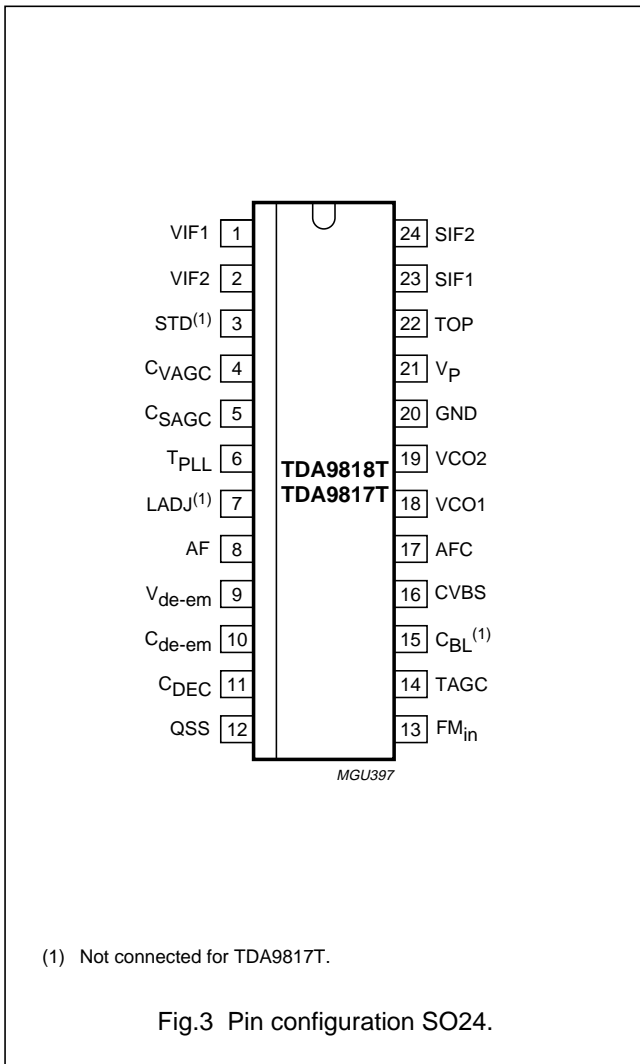 VIF1 1
VIF2 2
STD(1) 3
CVAGC 4
CSAGC 5
TPLL 6
LADJ(1) 7
AF 8
Vde-em 9
Cde-em 10
CDEC 11
QSS 12
TDA9818T
TDA9817T
24 SIF2
23 SIF1
22 TOP
21 VP
20 GND
19 VCO2
18 VCO1
17 AFC
16 CVBS
15 CBL(1)
14 TAGC
13 FMin
MGU397
(1) Not connected for TDA9817T.
Fig.3 Pin configuration SO24.